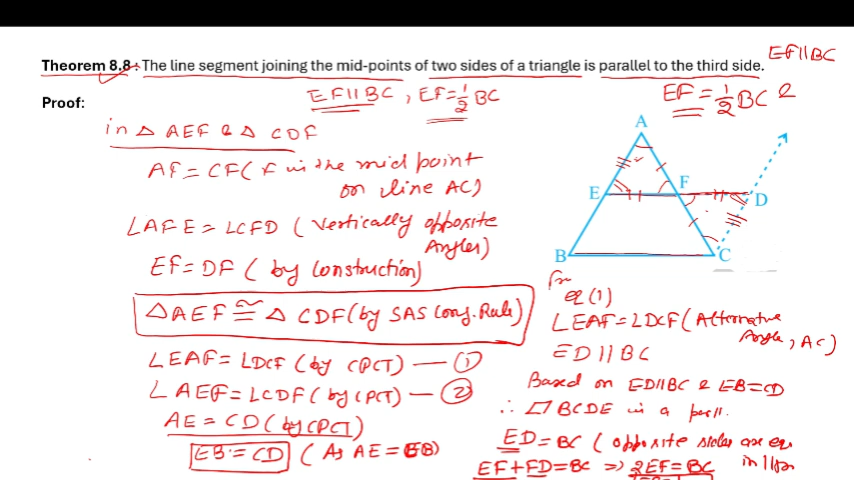 EF||BC
Theorem 8.8: The line segment joining the mid-points of two sides of a triangle is parallel to the third side.
Proof:
EF||BC, EF=1/2 BC
EF=1/2 BC &
in △ AEF & △ CDF
AF=CF( F is the mid point
on line AC)
∠AFE=∠CFD (Vertically opposite
Angles)
EF=DF( by Construction)
△AEF≅△ CDF(by SAS Cong. Rule)
∠EAF=∠DCF (by CPCT) — ①
∠AEF=∠CDF(by CPCT) — ②
AE=CD(by CPCT)
EB=CD ( As AE=EB)
A
E
F
D
B
C
eq (1)
∠EAF=∠DCF (Alternative
Angle, AC)
ED||BC
Based on ED||BC & EB=CD
∴ ▱ BCDE is a parll.
ED=BC ( opposite sides are eq
EF+FD=BC ⇒ 2EF=BC in ||gm